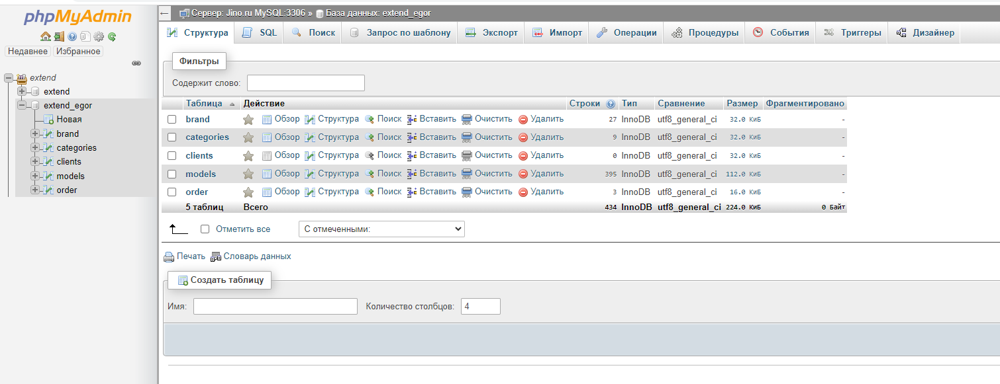 phpMyAdmin
Недавнее Избранное
extend
extend
extend_egor
Новая
brand
categories
clients
models
order
Сервер: Jino.ru MySQL:3306 » База данных: extend_egor
Структура SQL Поиск Запрос по шаблону Экспорт Импорт Операции Процедуры События Триггеры Дизайнер
Фильтры
Содержит слово:
Таблица Действие Строки Тип Сравнение Размер Фрагментировано
brand Обзор Структура Поиск Вставить Очистить Удалить 27 InnoDB utf8_general_ci 32.0 КиБ -
categories Обзор Структура Поиск Вставить Очистить Удалить 9 InnoDB utf8_general_ci 32.0 КиБ -
clients Обзор Структура Поиск Вставить Очистить Удалить 0 InnoDB utf8_general_ci 32.0 КиБ -
models Обзор Структура Поиск Вставить Очистить Удалить 395 InnoDB utf8_general_ci 112.0 КиБ -
order Обзор Структура Поиск Вставить Очистить Удалить 3 InnoDB utf8_general_ci 16.0 КиБ -
5 таблиц Всего 434 InnoDB utf8_general_ci 224.0 КиБ 0 Байт
Отметить все С отмеченными:
Печать Словарь данных
Создать таблицу
Имя: Количество столбцов: 4